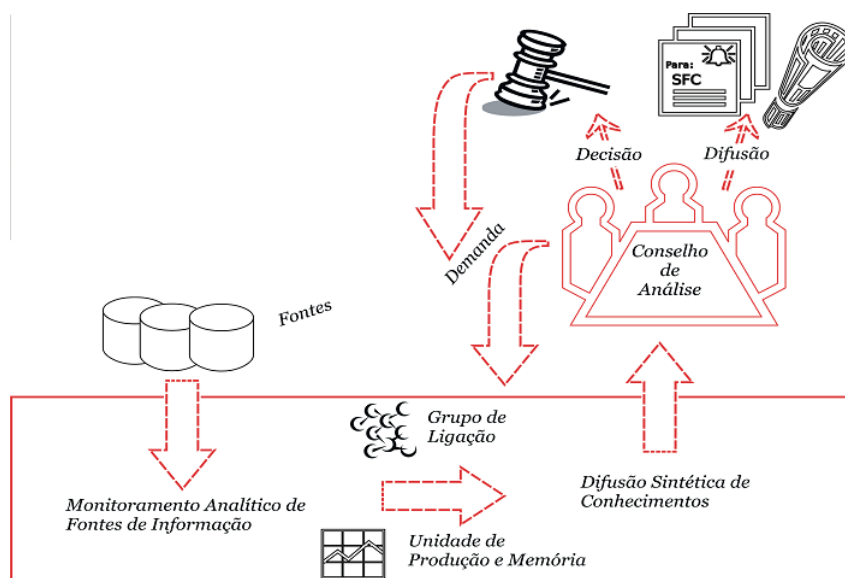 Para:
SFC
Decisão
Difusão
Demanda
Conselho
de
Análise
Fontes
Grupo de
Ligação
Monitoramento Analítico de
Fontes de Informação
Difusão Sintética de
Conhecimentos
Unidade de
Produção e Memória